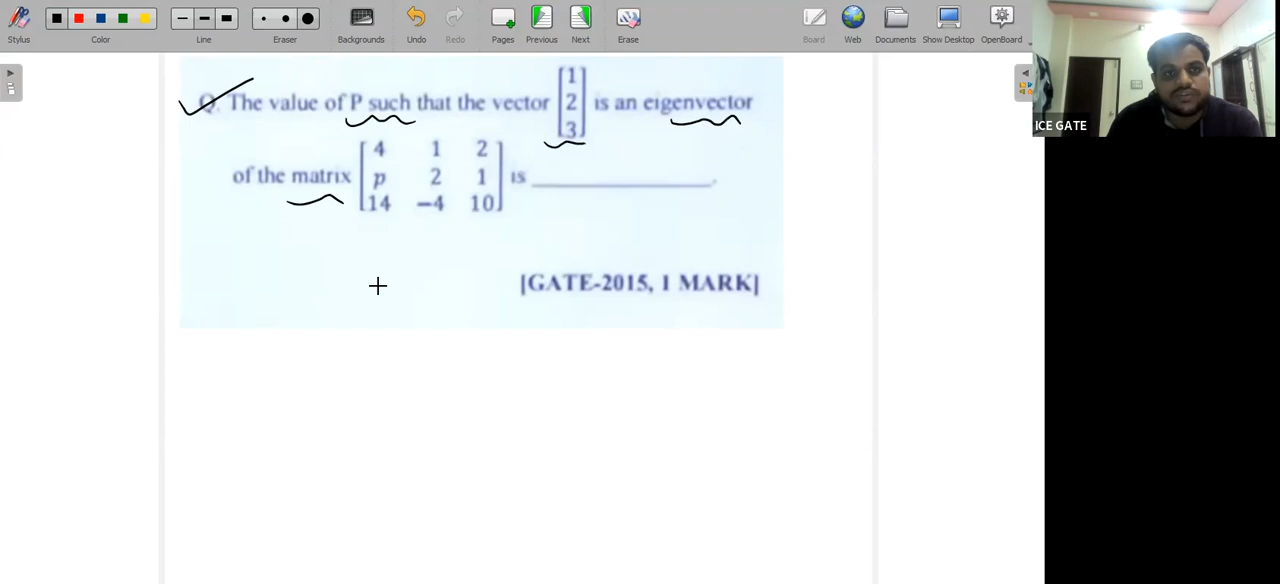 Stylus Color Line Eraser Backgrounds Undo Redo Pages Previous Next Erase Board Web Documents Show Desktop OpenBoard
ICE GATE
Q. The value of P such that the vector [1 2 3] is an eigenvector
of the matrix [4 1 2
p 2 1
14 -4 10] is ____________.
[GATE-2015, 1 MARK]